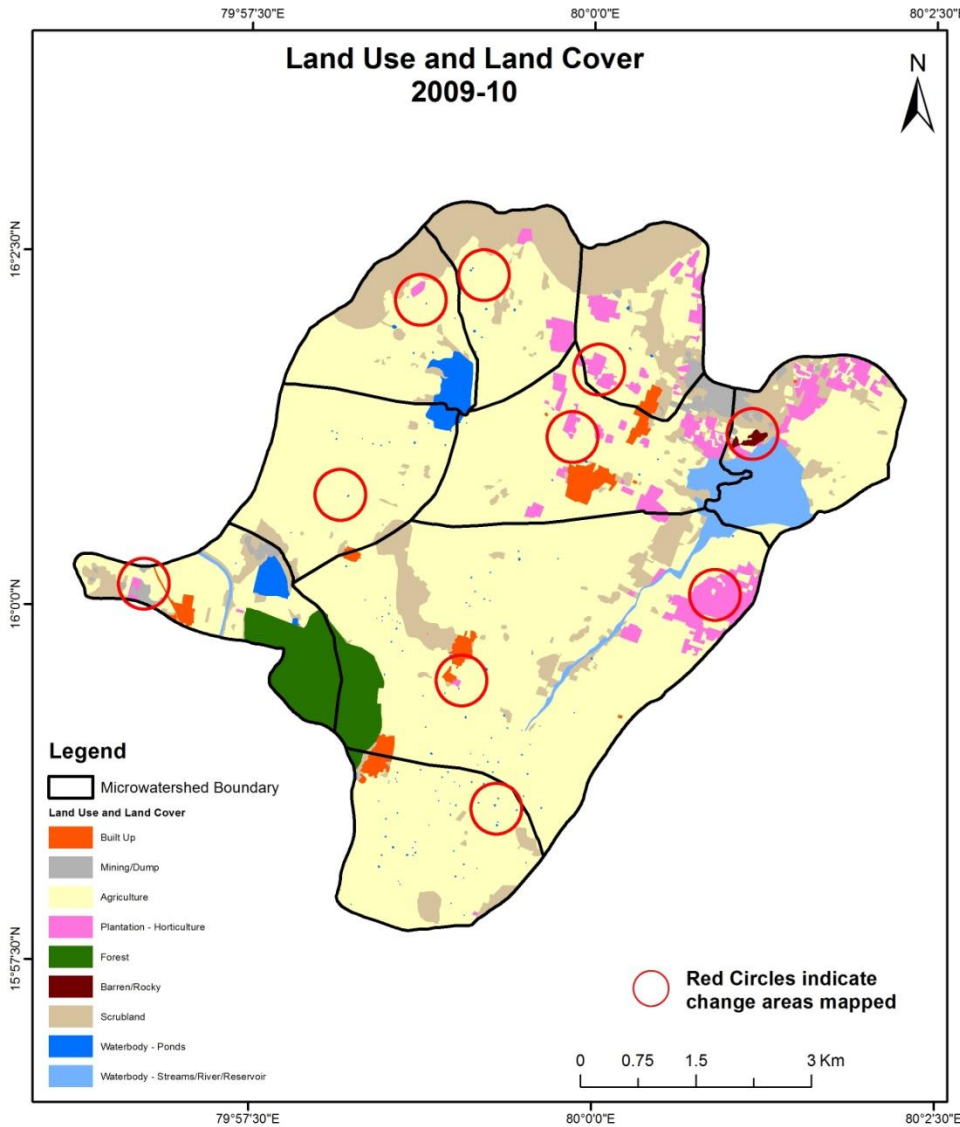 79°57'30"E
80°0'0"E
80°2'30"E
Land Use and Land Cover
2009-10
N
16°2'30"N
16°0'0"N
15°57'30"N
Legend
Microwatershed Boundary
Land Use and Land Cover
Built Up
Mining/Dump
Agriculture
Plantation - Horticulture
Forest
Barren/Rocky
Scrubland
Waterbody - Ponds
Waterbody - Streams/River/Reservoir
Red Circles indicate
change areas mapped
0 0.75 1.5 3 Km
79°57'30"E
80°0'0"E
80°2'30"E